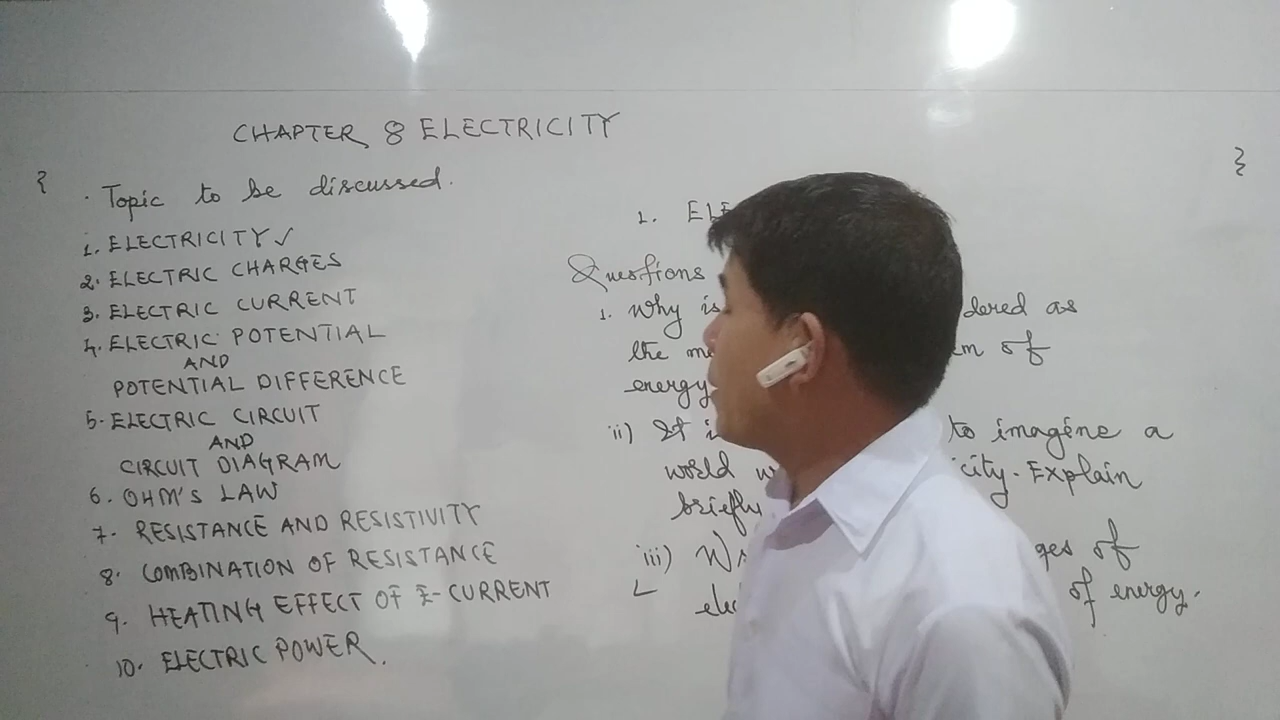 CHAPTER 8 ELECTRICITY
{ }
. Topic to be discussed.
1. ELECTRICITY ✓
2. ELECTRIC CHARGES
3. ELECTRIC CURRENT
4. ELECTRIC POTENTIAL
AND
POTENTIAL DIFFERENCE
5. ELECTRIC CIRCUIT
AND
CIRCUIT DIAGRAM
6. OHM'S LAW
7. RESISTANCE AND RESISTIVITY
8. COMBINATION OF RESISTANCE
9. HEATING EFFECT OF E-CURRENT
10. ELECTRIC POWER.
1.
Questions
1. Why is dered as
the of
energy
ii) It to imagine a
world city. Explain
briefly
iii) ges of
of energy.